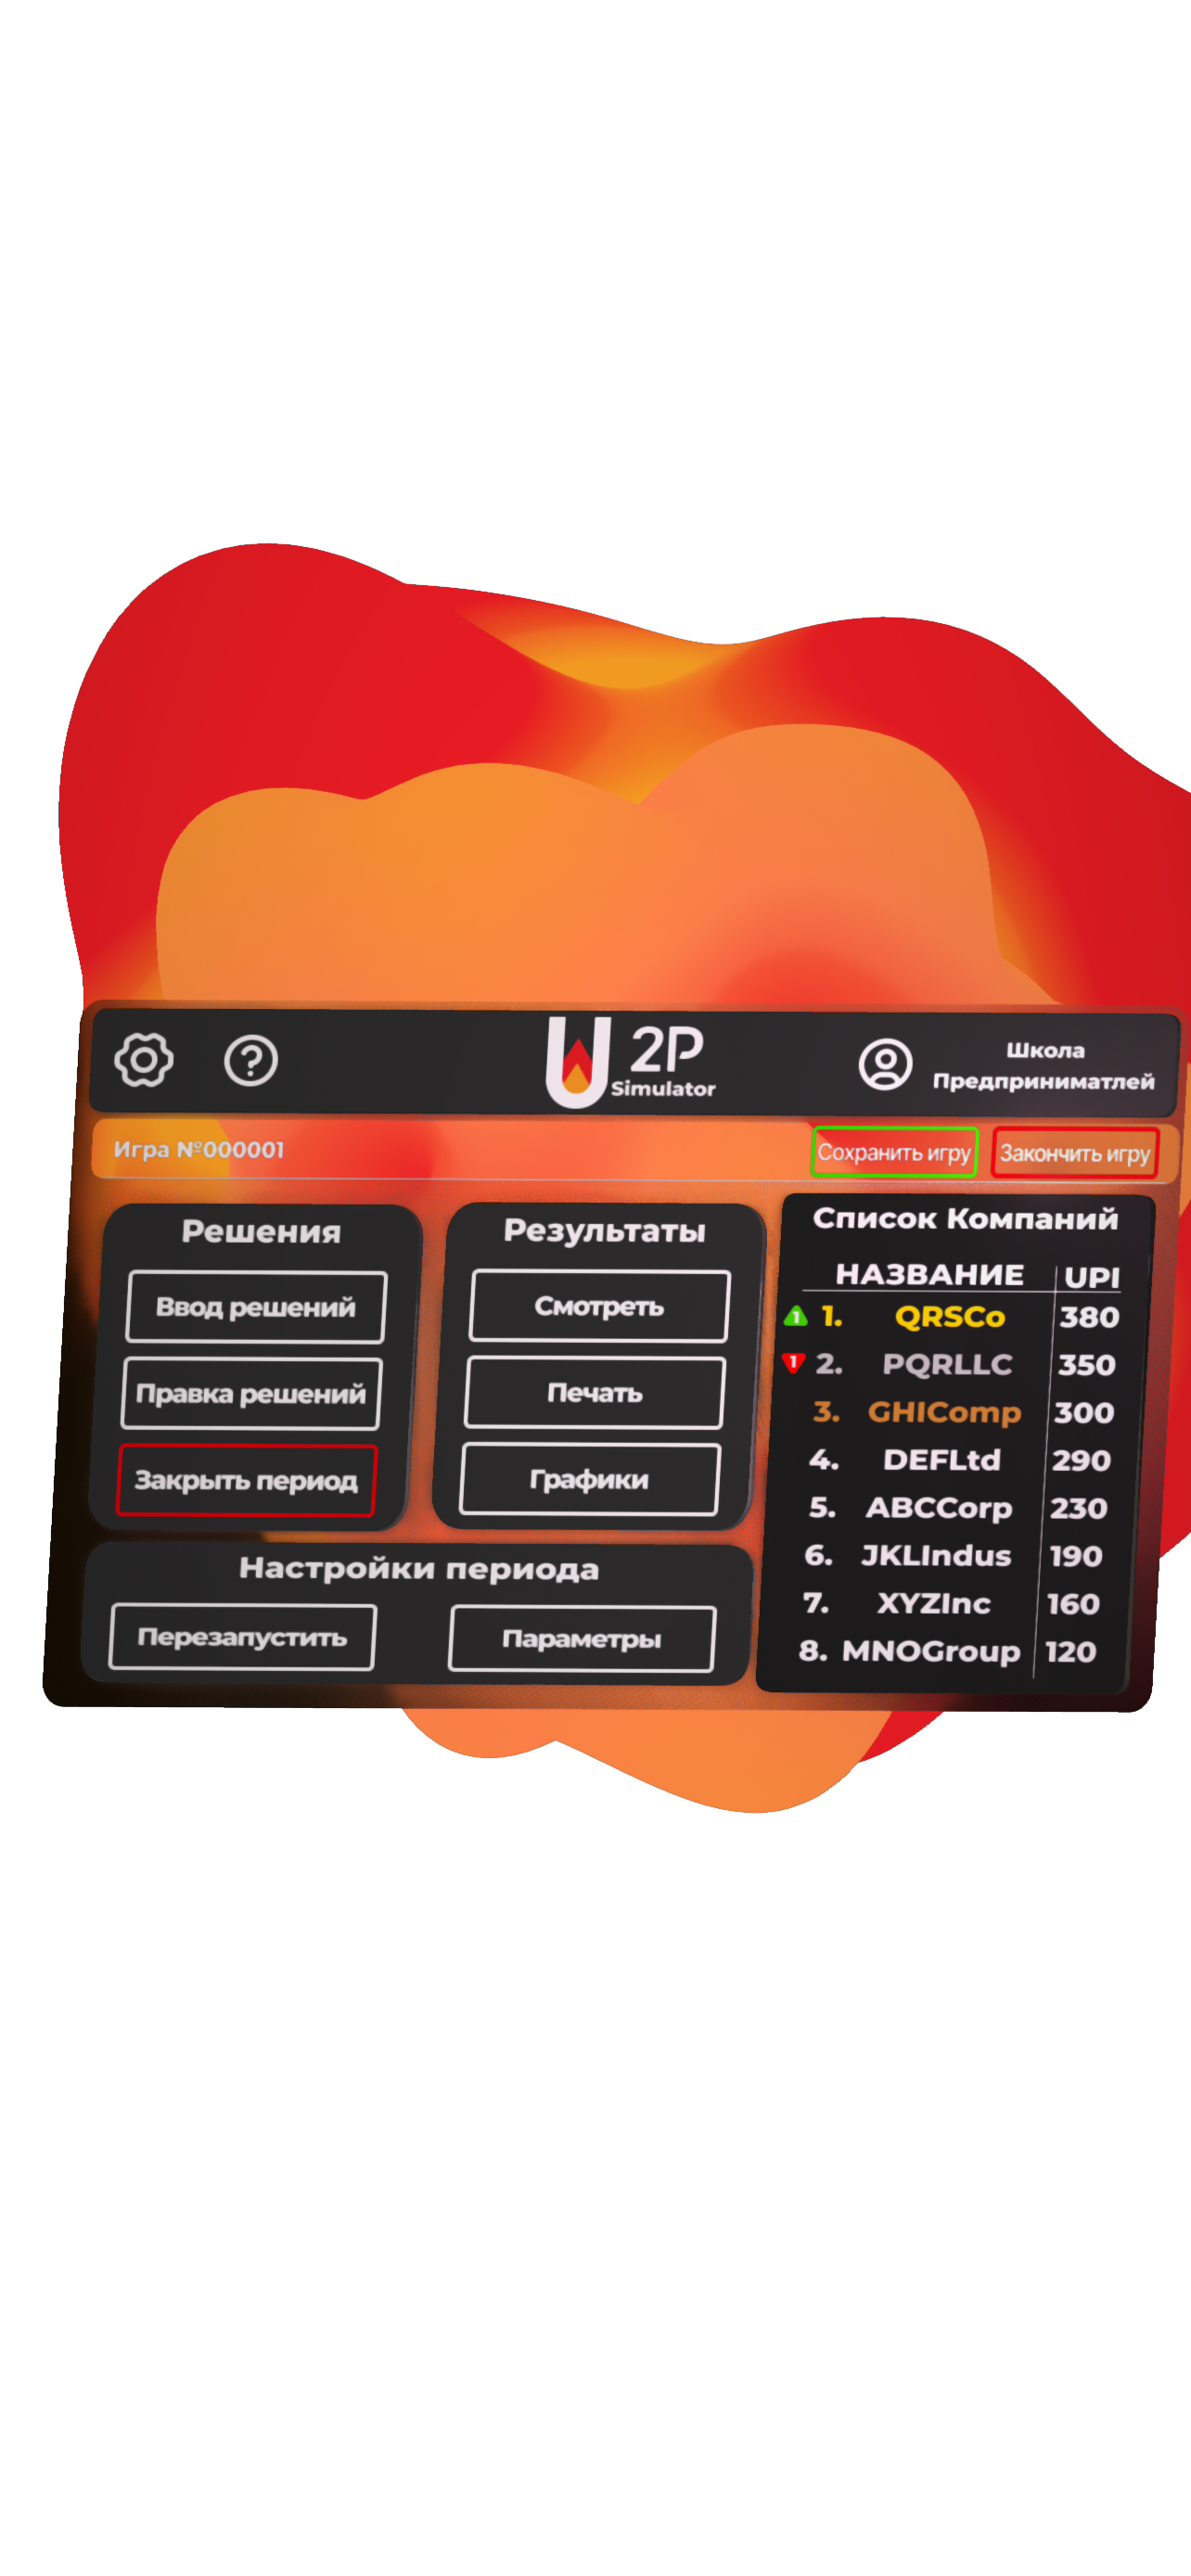 2P
Simulator
Школа
Предприниматлей
Игра №000001
Сохранить игру
Закончить игру
Решения
Ввод решений
Правка решений
Закрыть период
Результаты
Смотреть
Печать
Графики
Настройки периода
Перезапустить
Параметры
Список Компаний
НАЗВАНИЕ UPI
1 1. QRSCo 380
1 2. PQRLLC 350
3. GHIComp 300
4. DEFLtd 290
5. ABCCorp 230
6. JKLIndus 190
7. XYZInc 160
8. MNOGroup 120